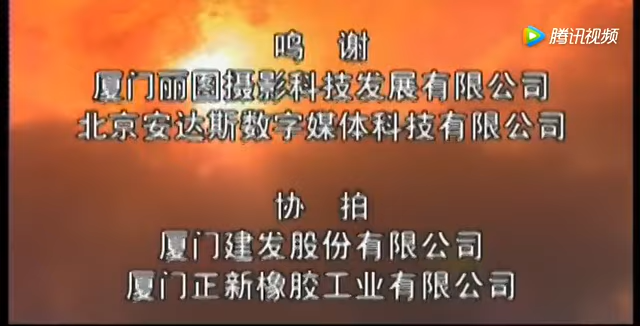 腾讯视频
鸣 谢
厦门丽图摄影科技发展有限公司
北京安达斯数字媒体科技有限公司
协 拍
厦门建发股份有限公司
厦门正新橡胶工业有限公司